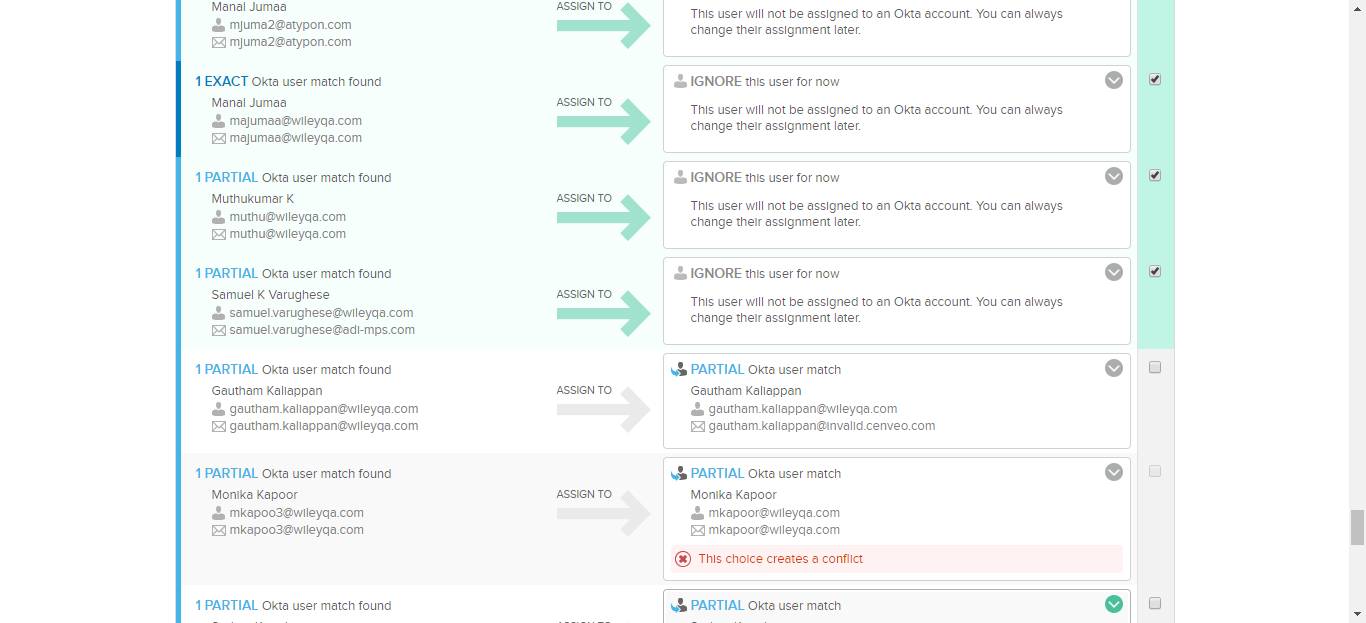 Manal Jumaa
mjuma2@atypon.com
mjuma2@atypon.com
ASSIGN TO
This user will not be assigned to an Okta account. You can always
change their assignment later.
1 EXACT Okta user match found
Manal Jumaa
majumaa@wileyqa.com
majumaa@wileyqa.com
ASSIGN TO
IGNORE this user for now
This user will not be assigned to an Okta account. You can always
change their assignment later.
1 PARTIAL Okta user match found
Muthukumar K
muthu@wileyqa.com
muthu@wileyqa.com
ASSIGN TO
IGNORE this user for now
This user will not be assigned to an Okta account. You can always
change their assignment later.
1 PARTIAL Okta user match found
Samuel K Varughese
samuel.varughese@wileyqa.com
samuel.varughese@adi-mps.com
ASSIGN TO
IGNORE this user for now
This user will not be assigned to an Okta account. You can always
change their assignment later.
1 PARTIAL Okta user match found
Gautham Kaliappan
gautham.kaliappan@wileyqa.com
gautham.kaliappan@wileyqa.com
ASSIGN TO
PARTIAL Okta user match
Gautham Kaliappan
gautham.kaliappan@wileyqa.com
gautham.kaliappan@invalid.cenveo.com
1 PARTIAL Okta user match found
Monika Kapoor
mkapoo3@wileyqa.com
mkapoo3@wileyqa.com
ASSIGN TO
PARTIAL Okta user match
Monika Kapoor
mkapoor@wileyqa.com
mkapoor@wileyqa.com
This choice creates a conflict
1 PARTIAL Okta user match found
PARTIAL Okta user match